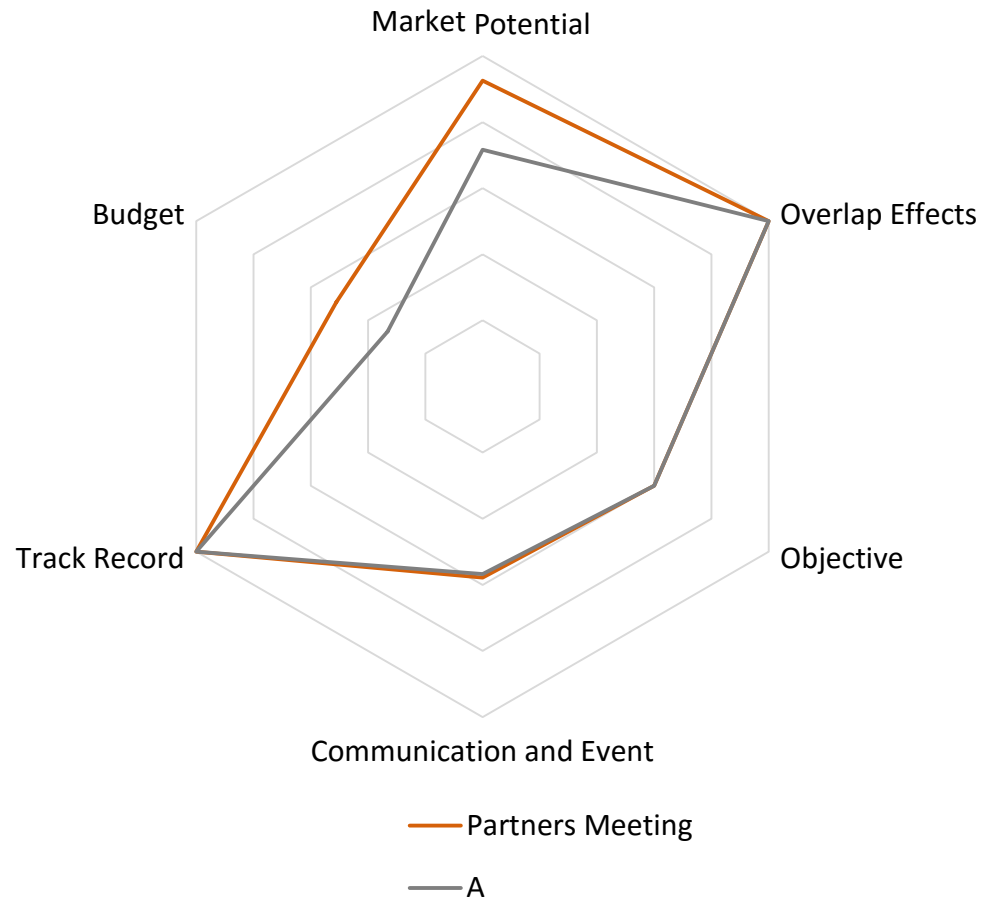 Market Potential
Budget
Overlap Effects
Track Record
Objective
Communication and Event
Partners Meeting
A